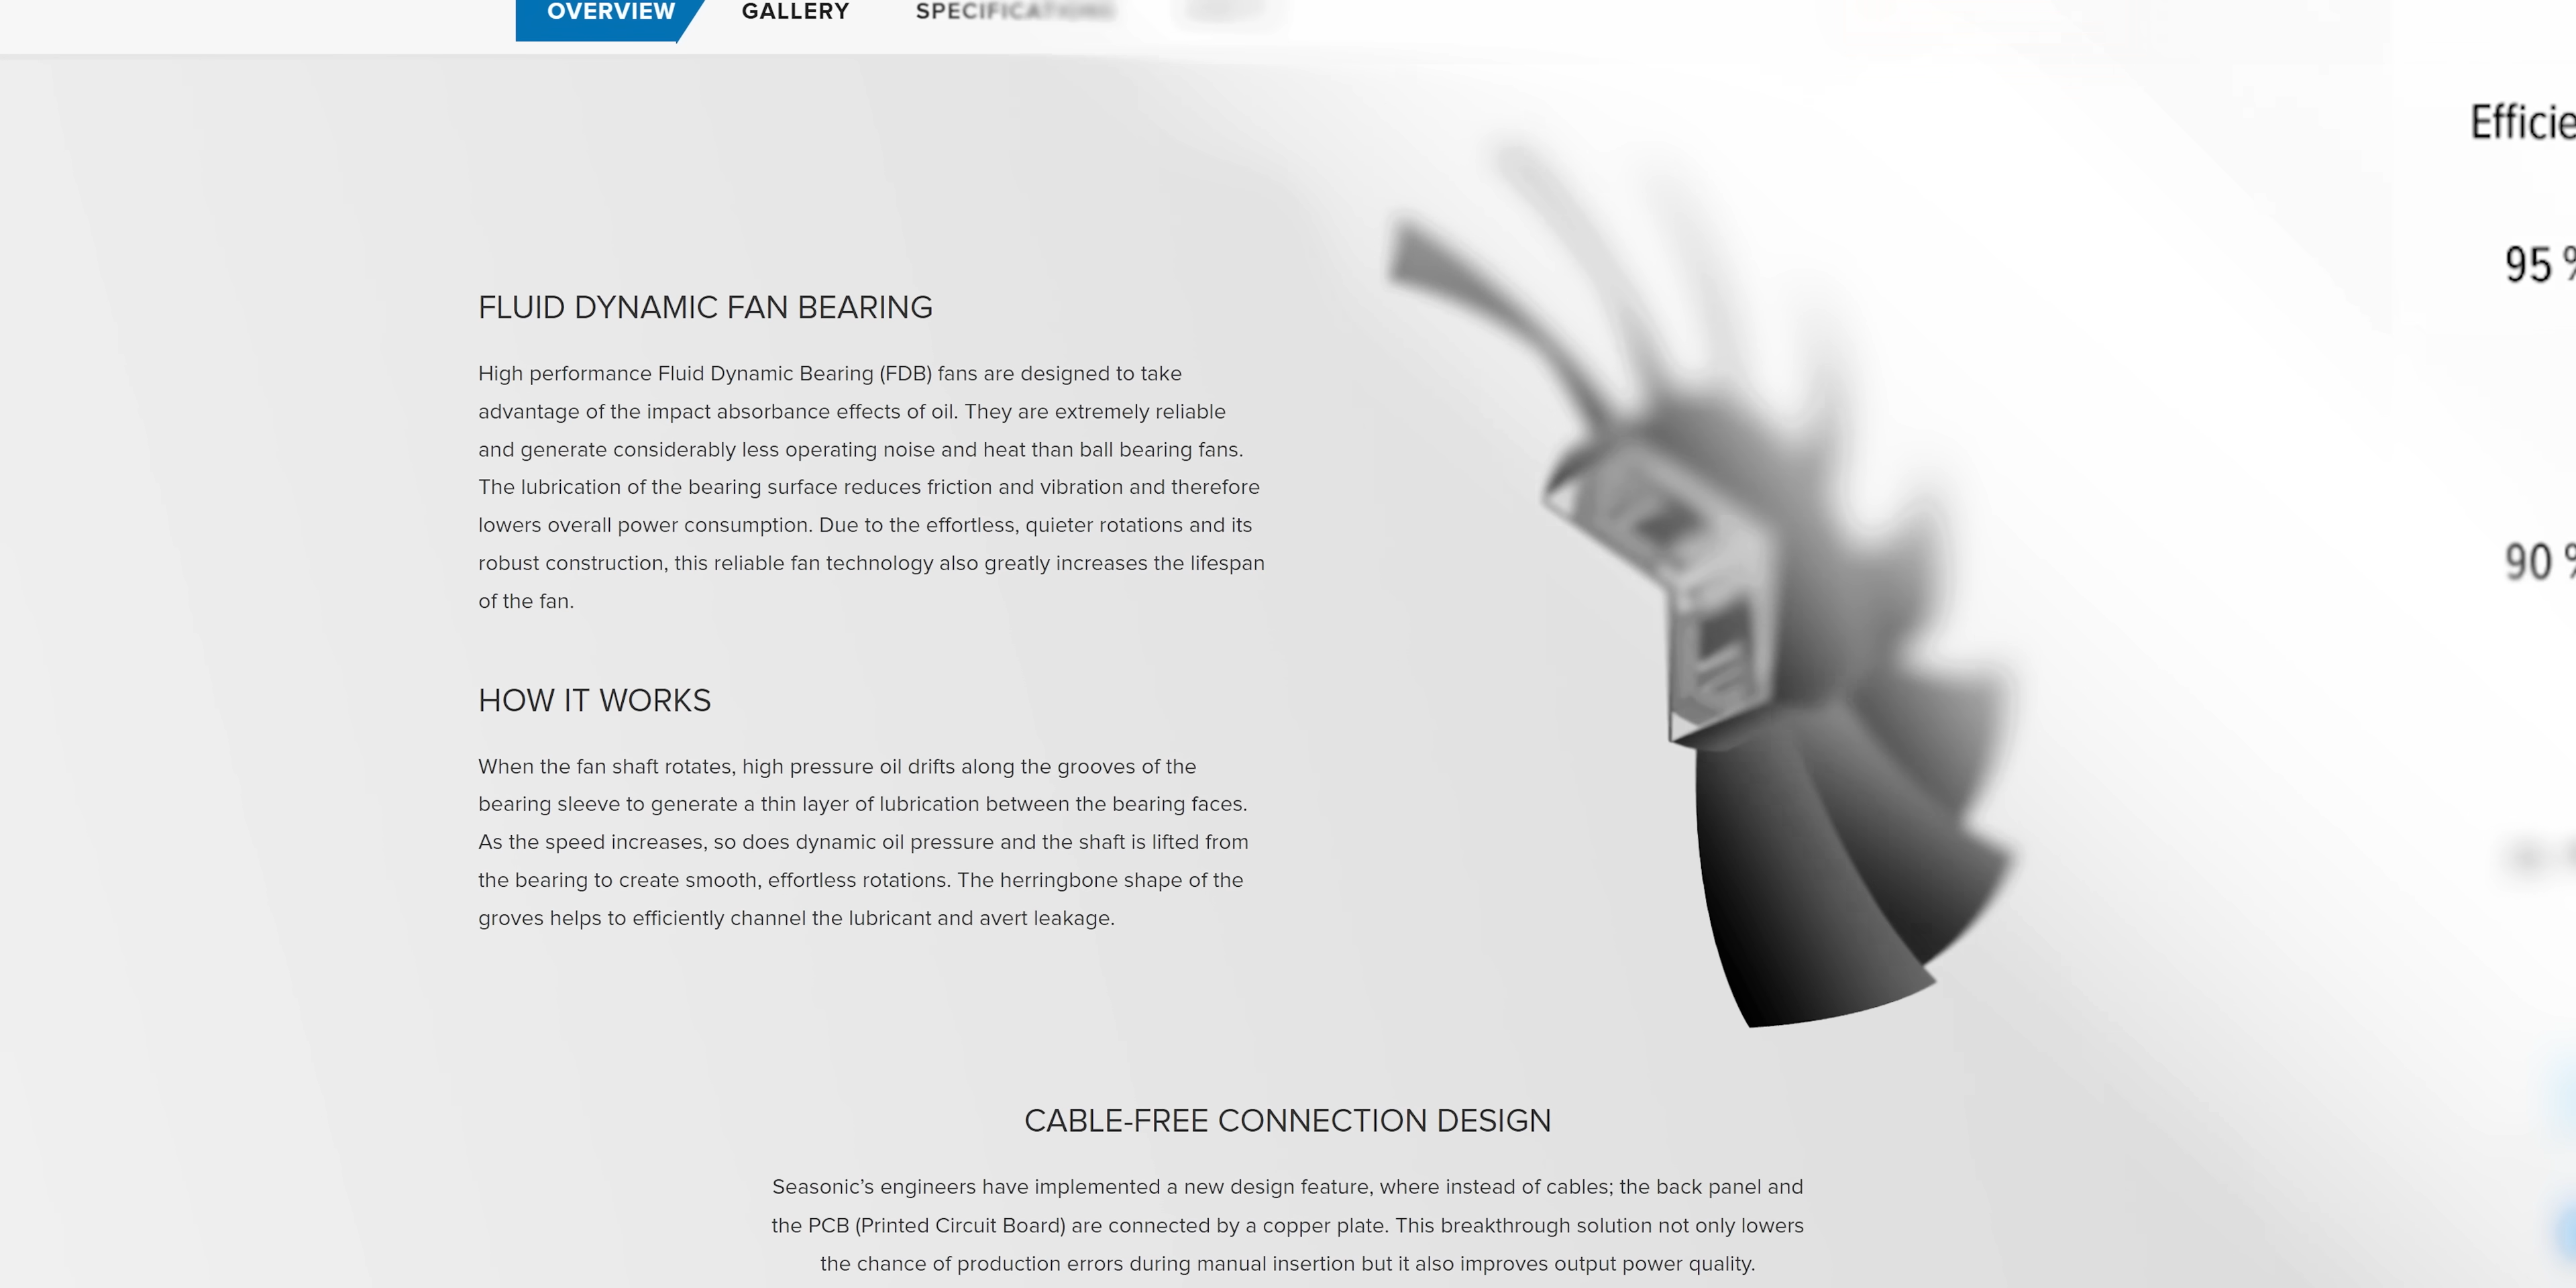 OVERVIEW GALLERY SPECIFICATIONS
Efficie
95 %
90 %
FLUID DYNAMIC FAN BEARING
High performance Fluid Dynamic Bearing (FDB) fans are designed to take
advantage of the impact absorbance effects of oil. They are extremely reliable
and generate considerably less operating noise and heat than ball bearing fans.
The lubrication of the bearing surface reduces friction and vibration and therefore
lowers overall power consumption. Due to the effortless, quieter rotations and its
robust construction, this reliable fan technology also greatly increases the lifespan
of the fan.
HOW IT WORKS
When the fan shaft rotates, high pressure oil drifts along the grooves of the
bearing sleeve to generate a thin layer of lubrication between the bearing faces.
As the speed increases, so does dynamic oil pressure and the shaft is lifted from
the bearing to create smooth, effortless rotations. The herringbone shape of the
groves helps to efficiently channel the lubricant and avert leakage.
CABLE-FREE CONNECTION DESIGN
Seasonic’s engineers have implemented a new design feature, where instead of cables; the back panel and
the PCB (Printed Circuit Board) are connected by a copper plate. This breakthrough solution not only lowers
the chance of production errors during manual insertion but it also improves output power quality.